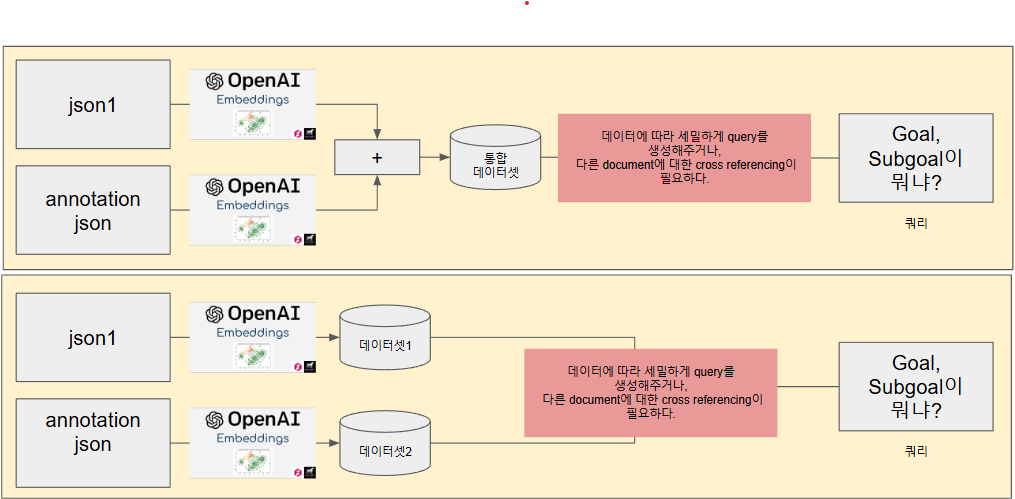 json1
OpenAI
Embeddings
+
통합
데이터셋
데이터에 따라 세밀하게 query를
생성해주거나,
다른 document에 대한 cross referencing이
필요하다.
Goal,
Subgoal이
뭐냐?
쿼리
annotation
json
OpenAI
Embeddings
json1
OpenAI
Embeddings
데이터셋1
데이터에 따라 세밀하게 query를
생성해주거나,
다른 document에 대한 cross referencing이
필요하다.
Goal,
Subgoal이
뭐냐?
쿼리
annotation
json
OpenAI
Embeddings
데이터셋2